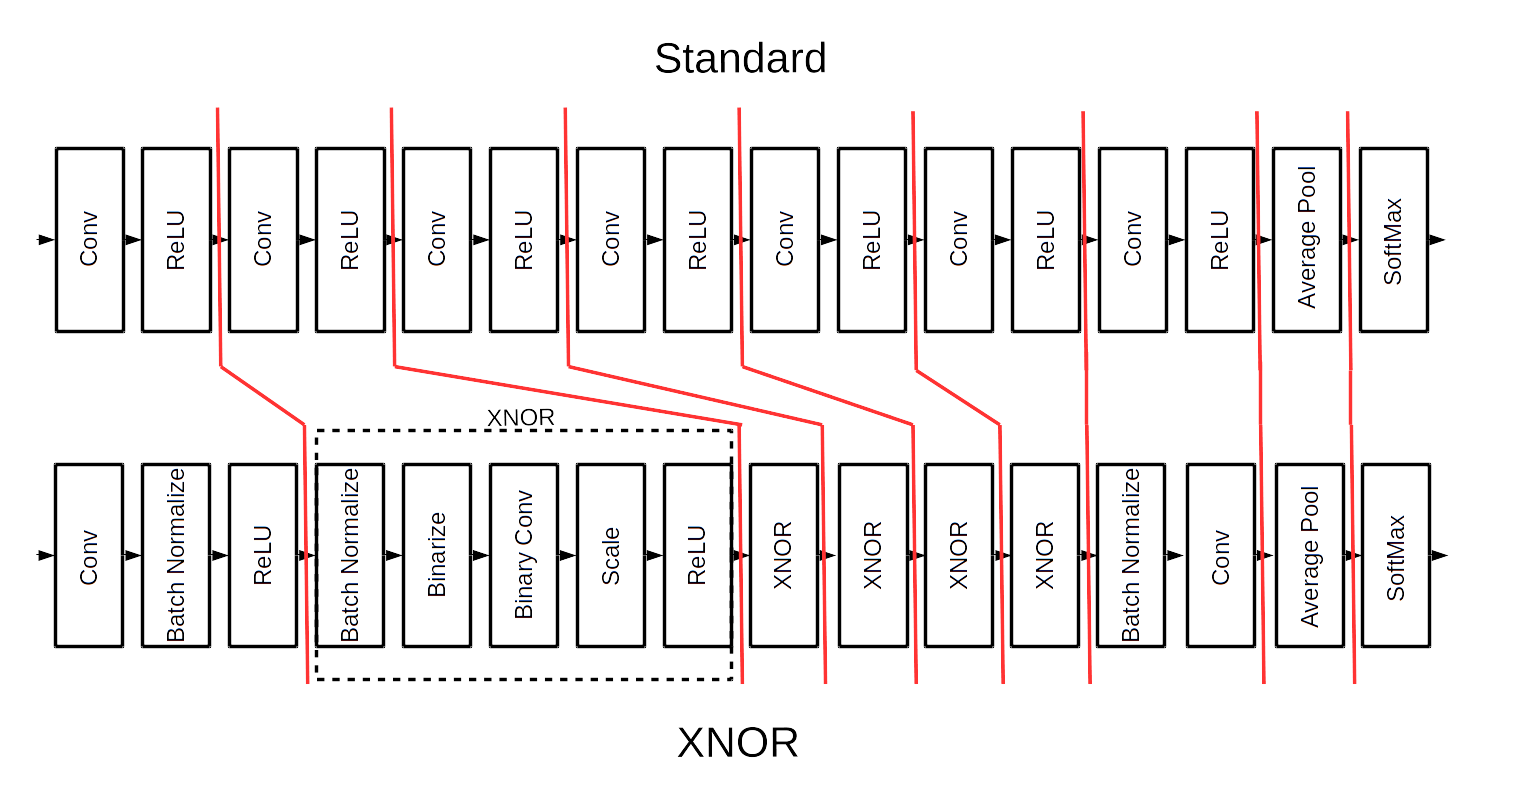 Standard
Conv
ReLU
Conv
ReLU
Conv
ReLU
Conv
ReLU
Conv
ReLU
Conv
ReLU
Conv
ReLU
Average Pool
SoftMax
XNOR
Conv
Batch Normalize
ReLU
Batch Normalize
Binarize
Binary Conv
Scale
ReLU
XNOR
XNOR
XNOR
XNOR
Batch Normalize
Conv
Average Pool
SoftMax
XNOR